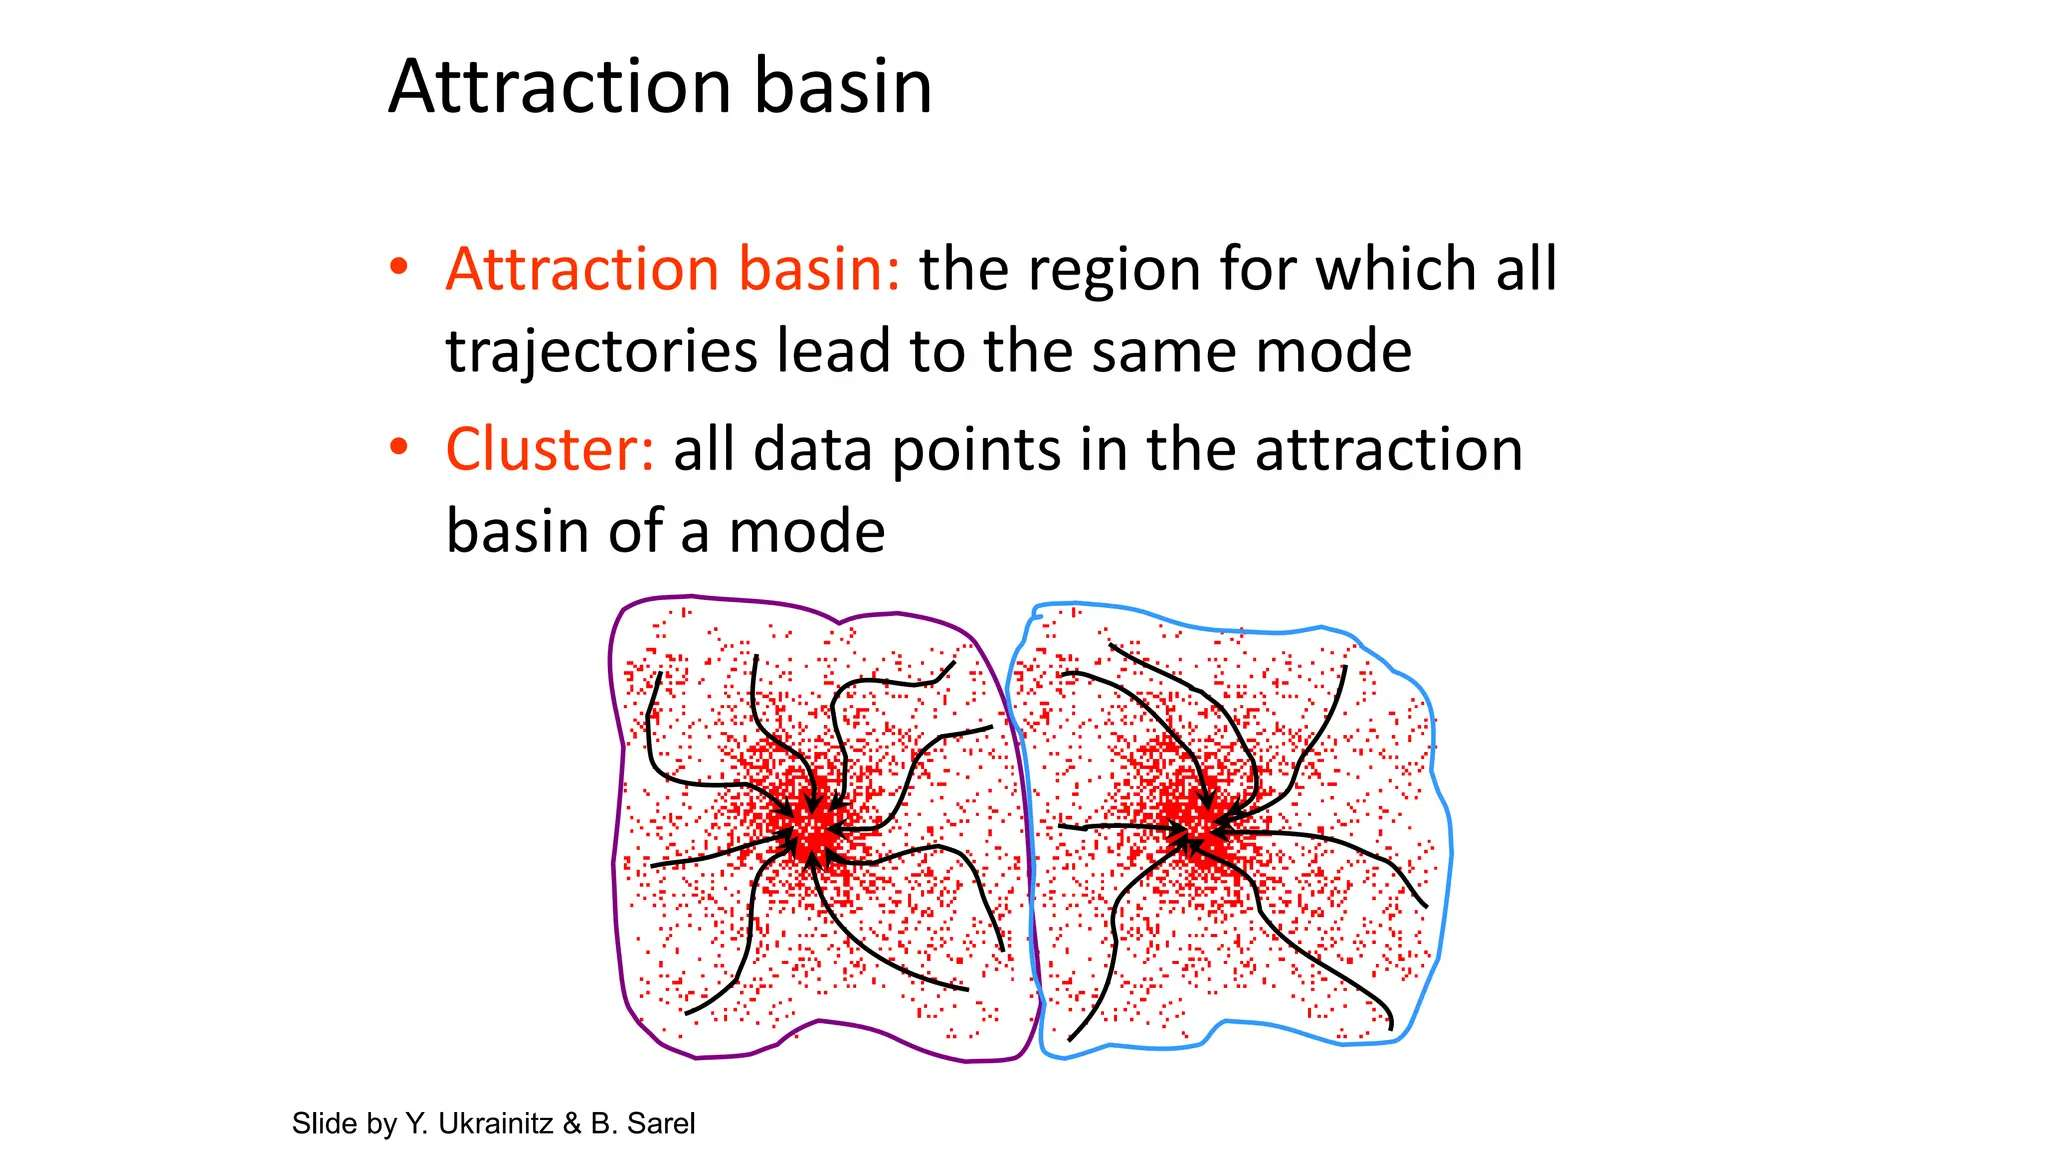 Attraction basin
• Attraction basin: the region for which all
trajectories lead to the same mode
• Cluster: all data points in the attraction
basin of a mode
Slide by Y. Ukrainitz & B. Sarel